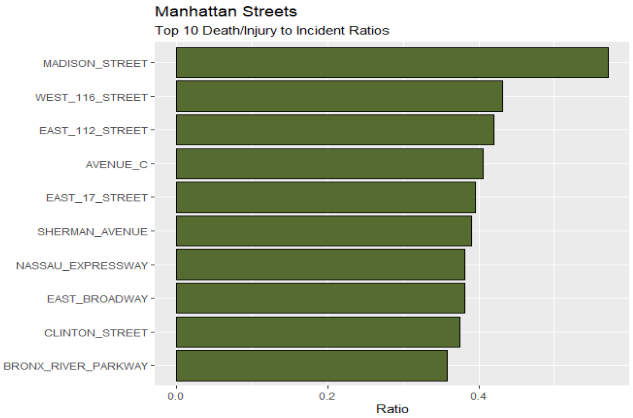 Manhattan Streets
Top 10 Death/Injury to Incident Ratios
MADISON_STREET
WEST_116_STREET
EAST_112_STREET
AVENUE_C
EAST_17_STREET
SHERMAN_AVENUE
NASSAU_EXPRESSWAY
EAST_BROADWAY
CLINTON_STREET
BRONX_RIVER_PARKWAY
0.0 0.2 0.4
Ratio